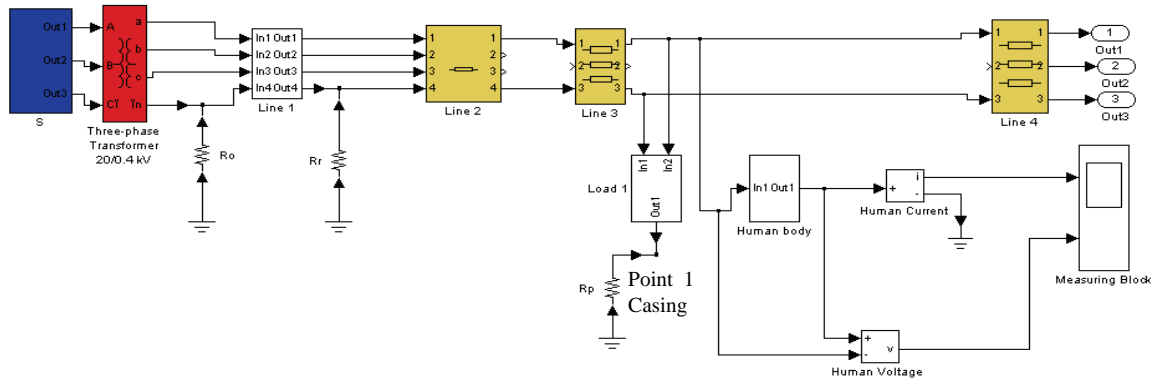 Out1
Out2
Out3
S
A
B
CT
a
b
c
Yn
Three-phase
Transformer
20/0.4 kV
Ro
In1 Out1
In2 Out2
In3 Out3
In4 Out4
Line 1
Rr
1
2
3
4
1
2
3
4
Line 2
1 1
2 2
3 3
Line 3
In1
In2
Load 1
Out1
Rp
Point 1
Casing
In1 Out1
Human body
+
i
-
Human Current
+
-
v
Human Voltage
Measuring Block
1 1
2 2
3 3
Line 4
1
Out1
2
Out2
3
Out3